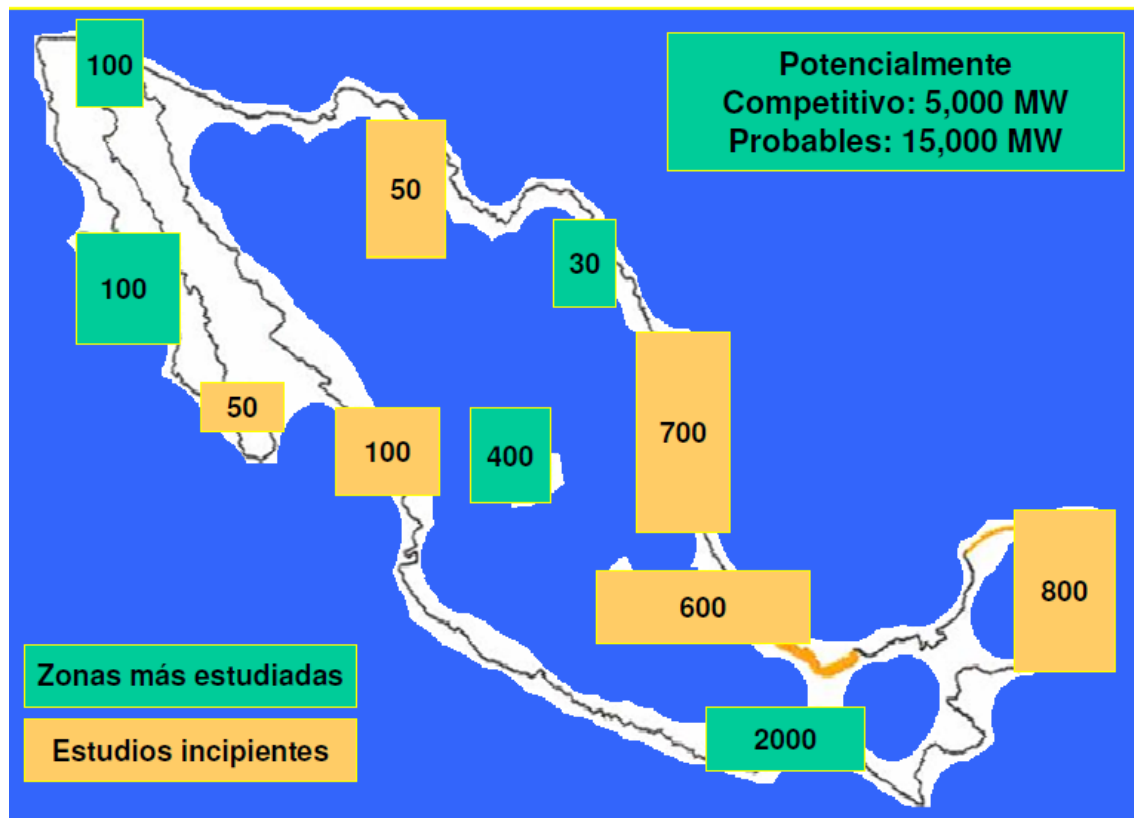 100
Potencialmente
Competitivo: 5,000 MW
Probables: 15,000 MW
50
30
100
50
100
400
700
600
800
2000
Zonas más estudiadas
Estudios incipientes